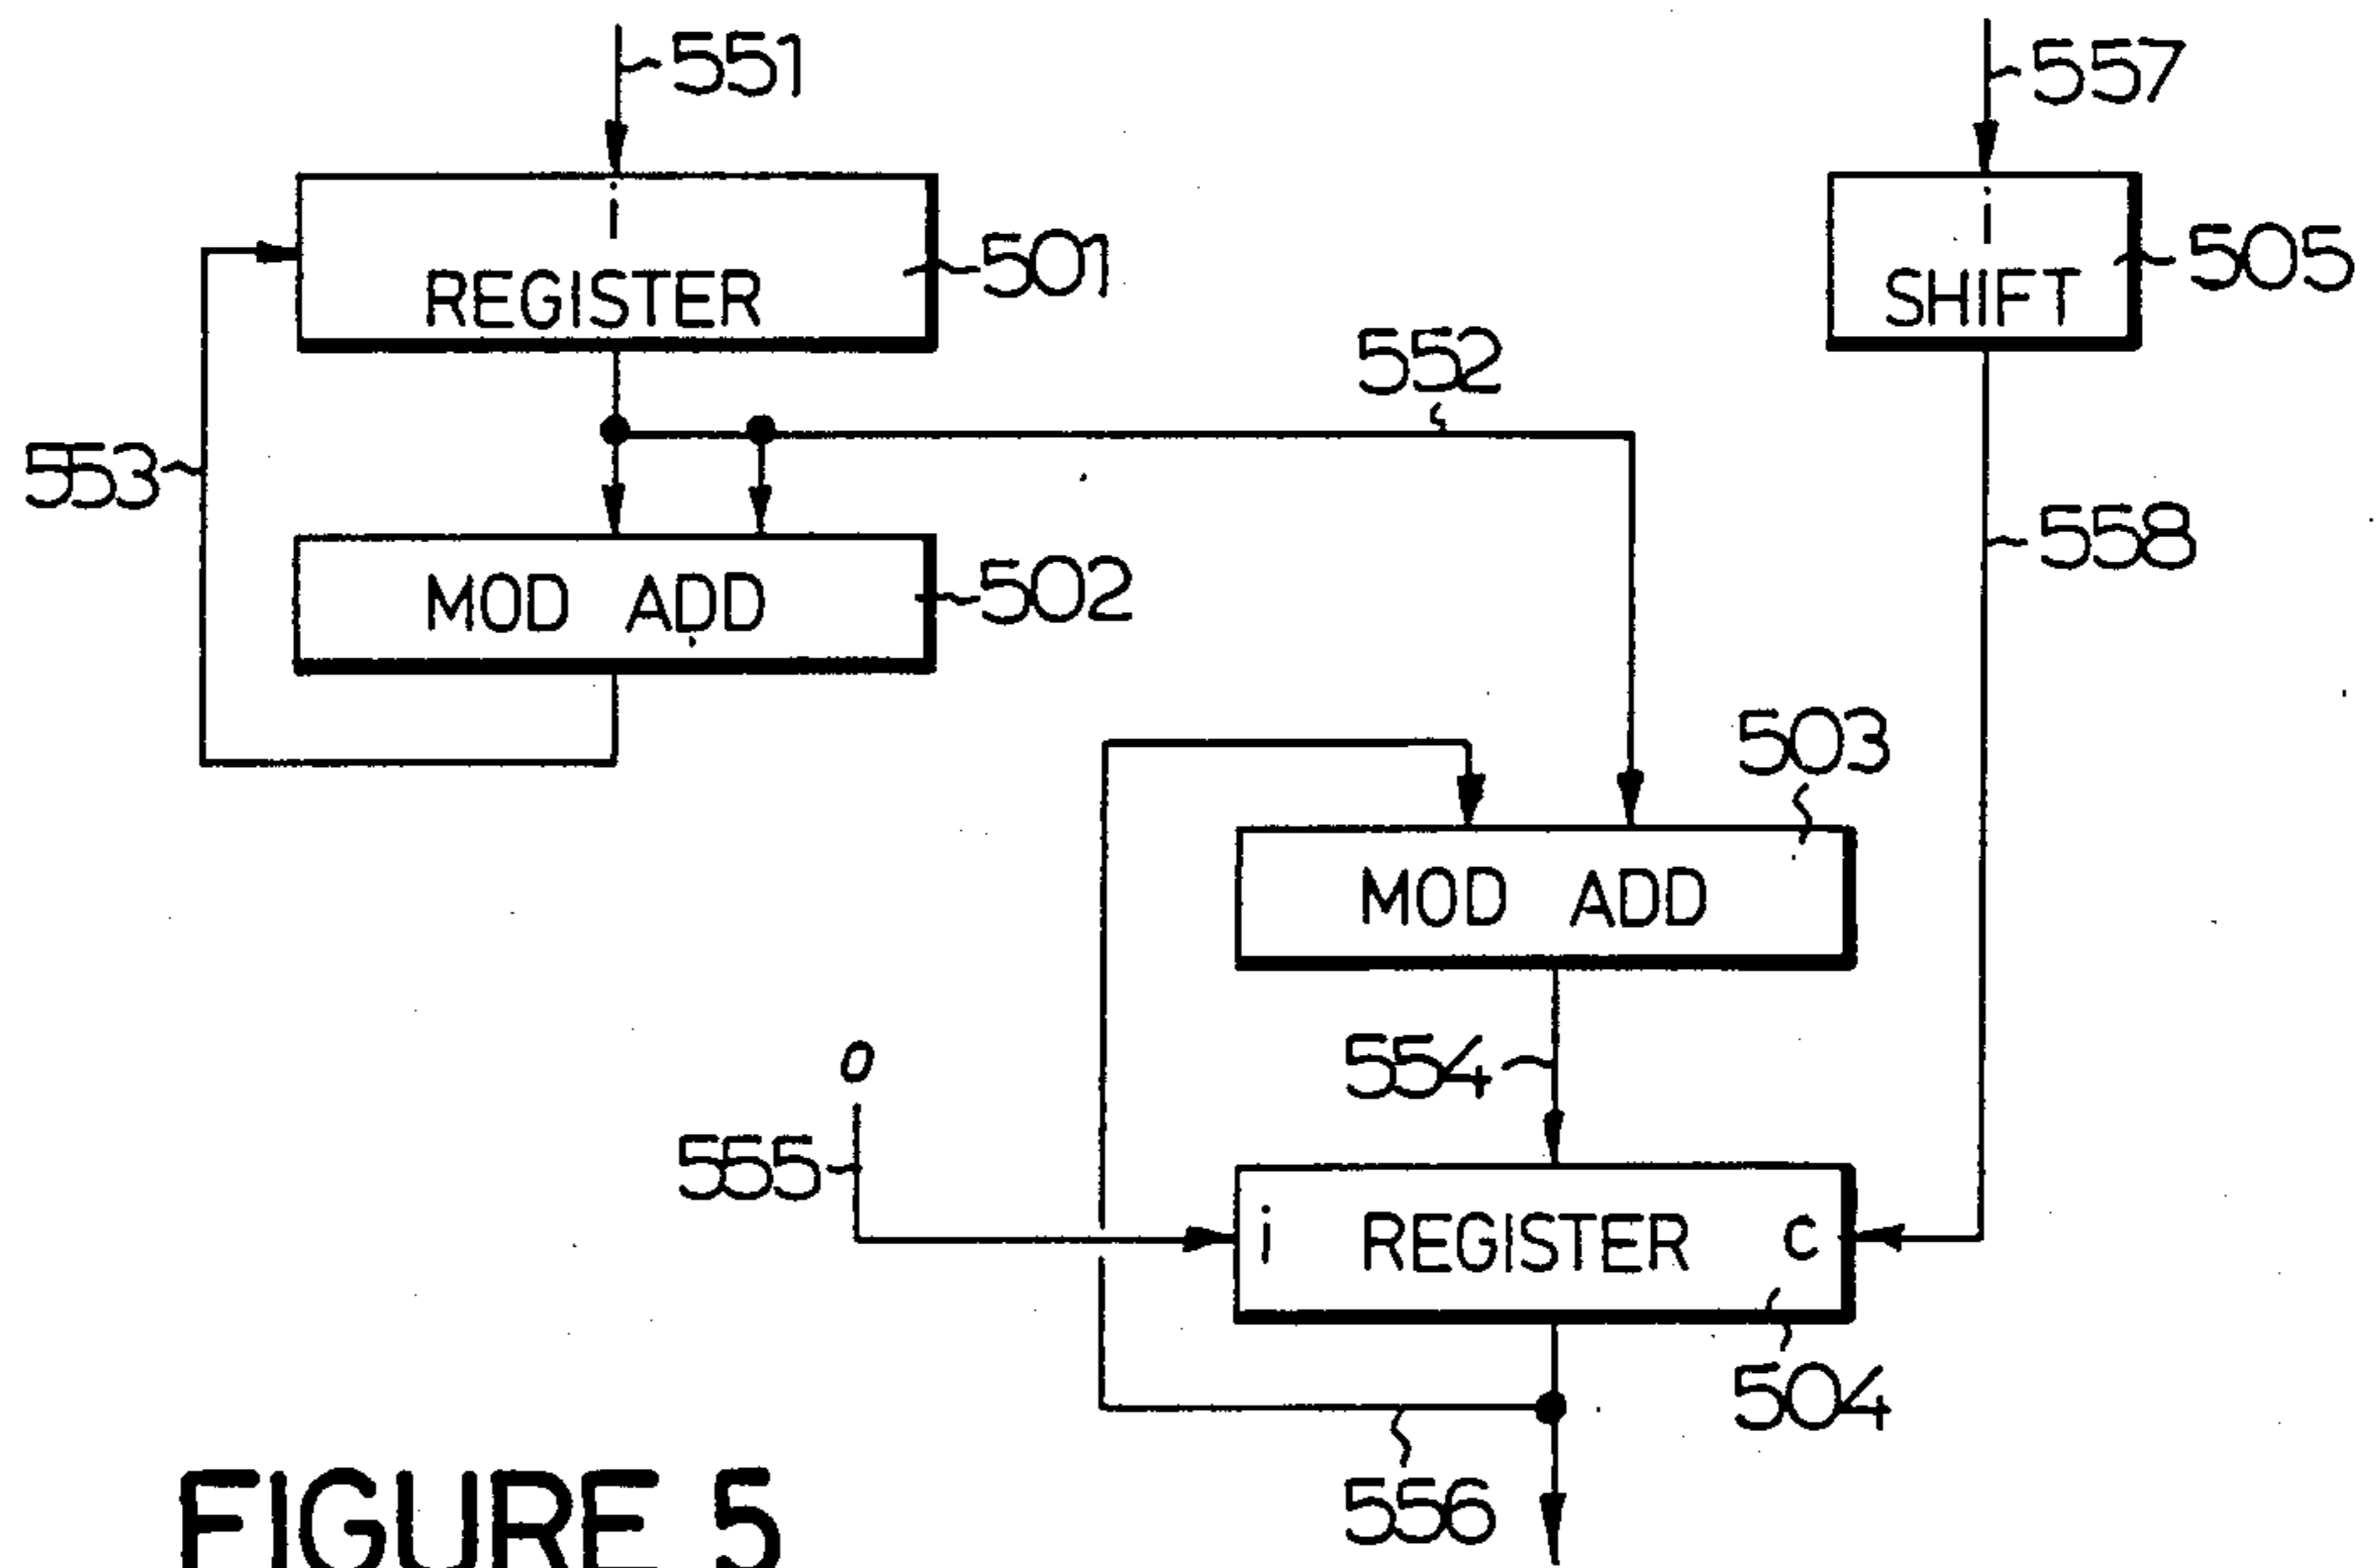 551
557
i
REGISTER
501
i
SHIFT
505
552
553
558
MOD ADD
502
503
MOD ADD
554
0
555
i REGISTER c
504
556
FIGURE 5